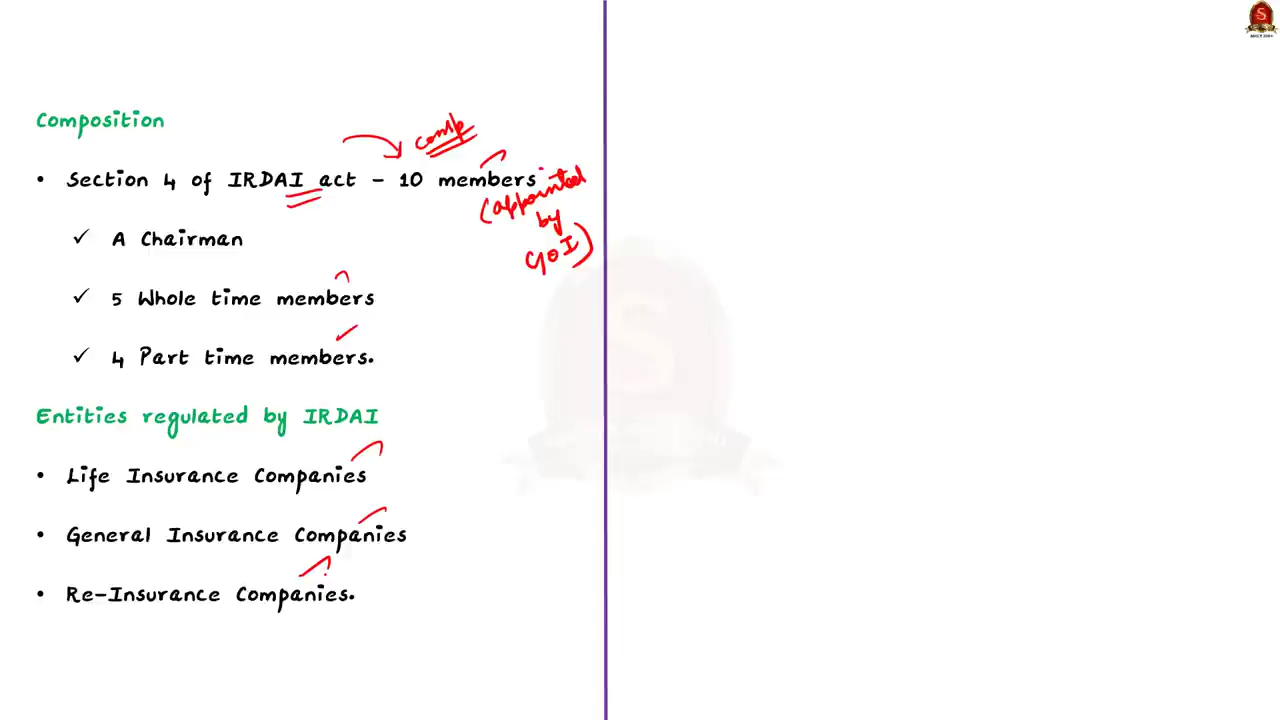 Composition
comp
• Section 4 of IRDAI act - 10 members
(appointed
by
GOI)
✓ A Chairman
✓ 5 Whole time members
✓ 4 Part time members.
Entities regulated by IRDAI
• Life Insurance Companies
• General Insurance Companies
• Re-Insurance Companies.